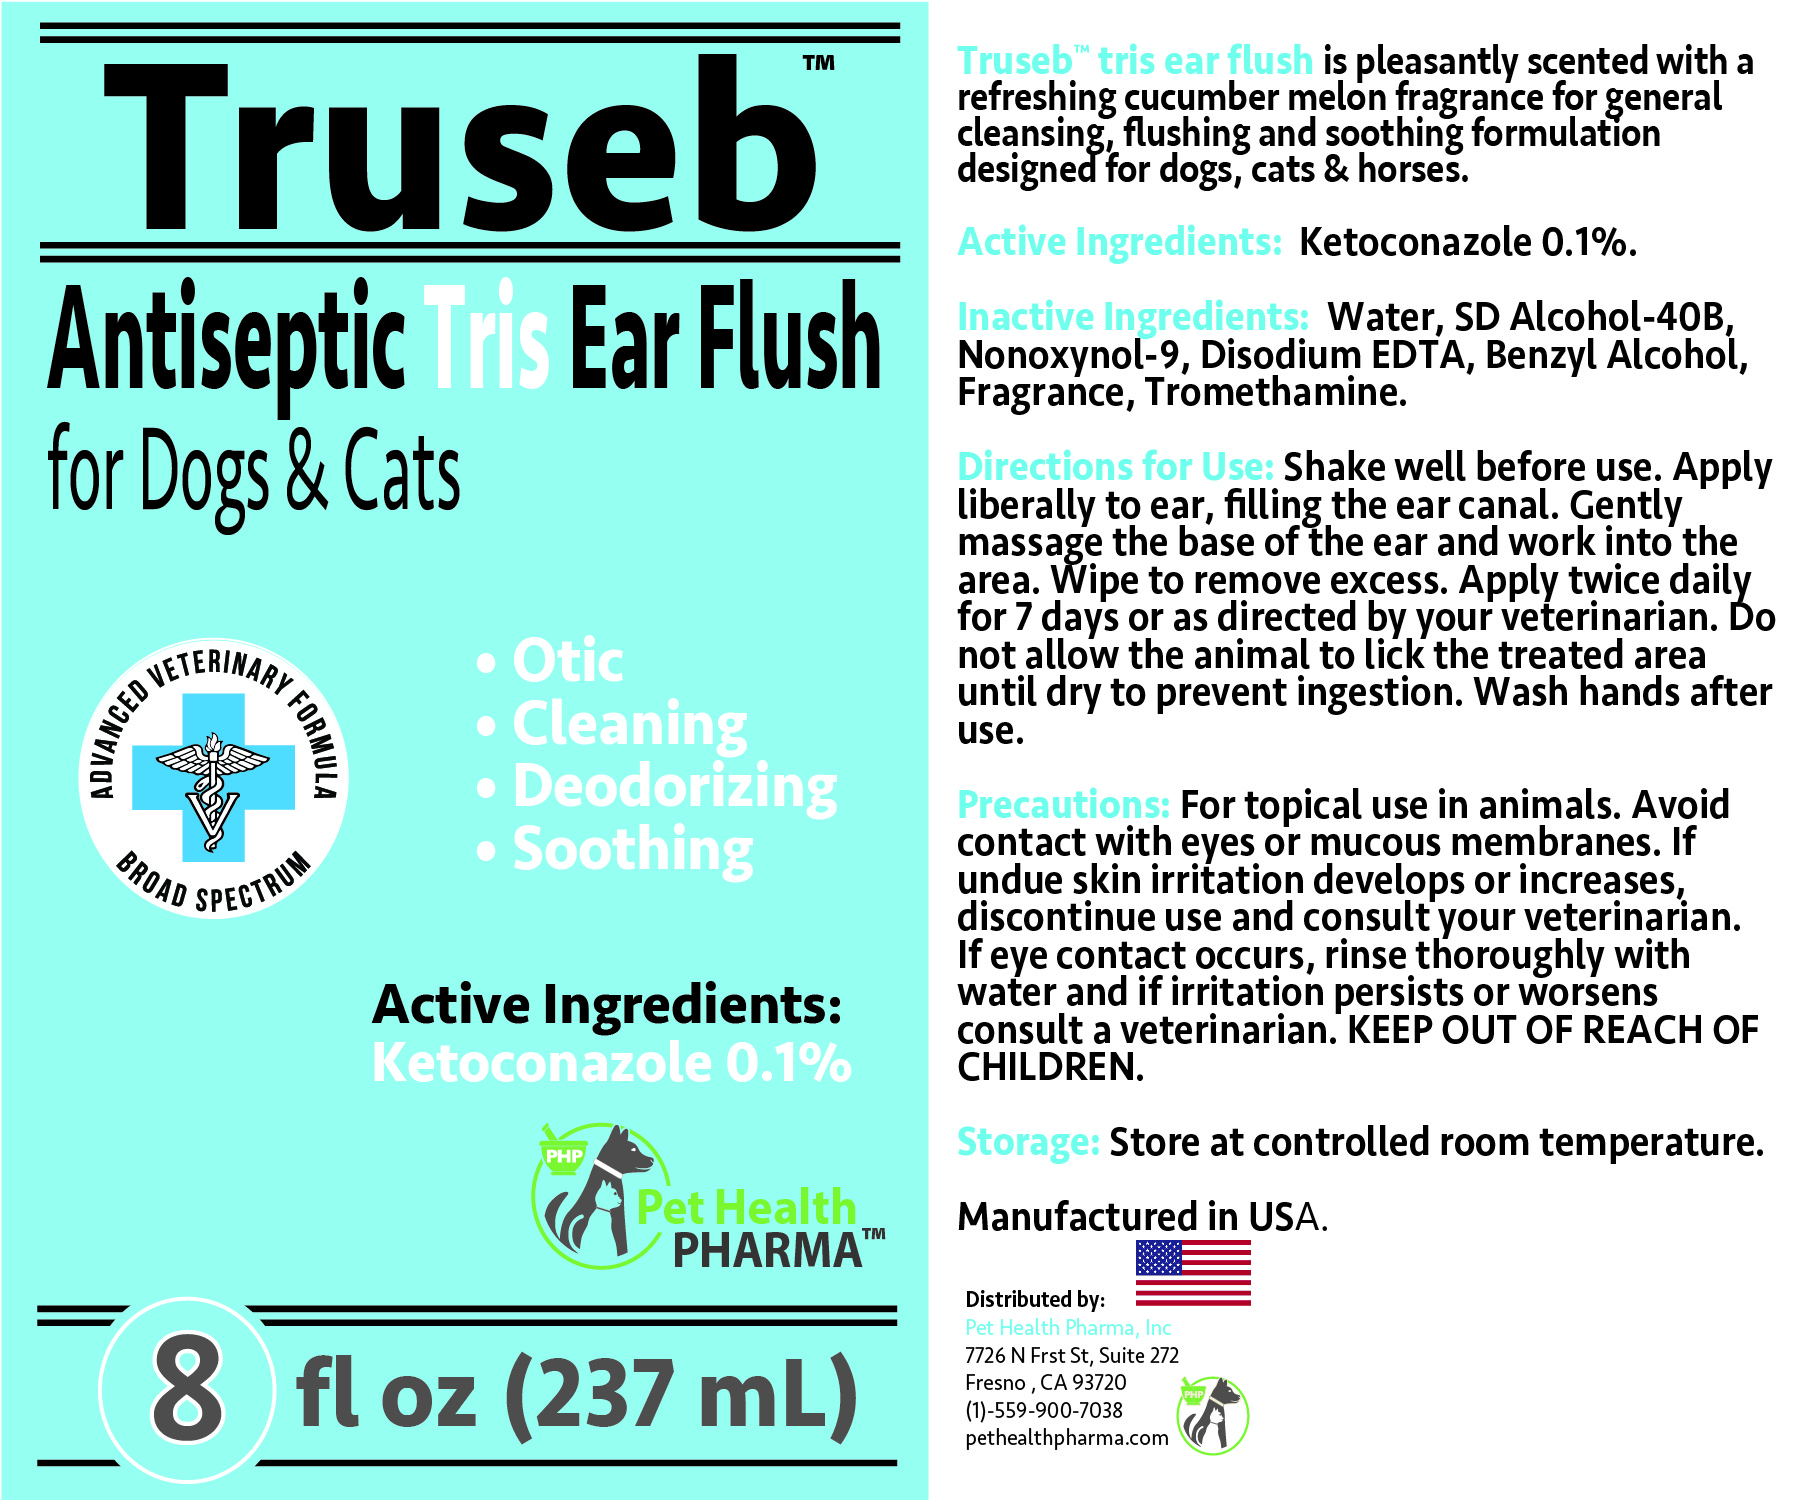 Truseb™
Antiseptic Tris Ear Flush
for Dogs & Cats
ADVANCED VETERINARY FORMULA
BROAD SPECTRUM
• Otic
• Cleaning
• Deodorizing
• Soothing
Active Ingredients:
Ketoconazole 0.1%
PHP
Pet Health
PHARMA™
8 fl oz (237 mL)
Truseb™ tris ear flush is pleasantly scented with a
refreshing cucumber melon fragrance for general
cleansing, flushing and soothing formulation
designed for dogs, cats & horses.
Active Ingredients: Ketoconazole 0.1%.
Inactive Ingredients: Water, SD Alcohol-40B,
Nonoxynol-9, Disodium EDTA, Benzyl Alcohol,
Fragrance, Tromethamine.
Directions for Use: Shake well before use. Apply
liberally to ear, filling the ear canal. Gently
massage the base of the ear and work into the
area. Wipe to remove excess. Apply twice daily
for 7 days or as directed by your veterinarian. Do
not allow the animal to lick the treated area
until dry to prevent ingestion. Wash hands after
use.
Precautions: For topical use in animals. Avoid
contact with eyes or mucous membranes. If
undue skin irritation develops or increases,
discontinue use and consult your veterinarian.
If eye contact occurs, rinse thoroughly with
water and if irritation persists or worsens
consult a veterinarian. KEEP OUT OF REACH OF
CHILDREN.
Storage: Store at controlled room temperature.
Manufactured in USA.
Distributed by:
Pet Health Pharma, Inc
7726 N Frst St, Suite 272
Fresno , CA 93720
(1)-559-900-7038
pethealthpharma.com
PHP